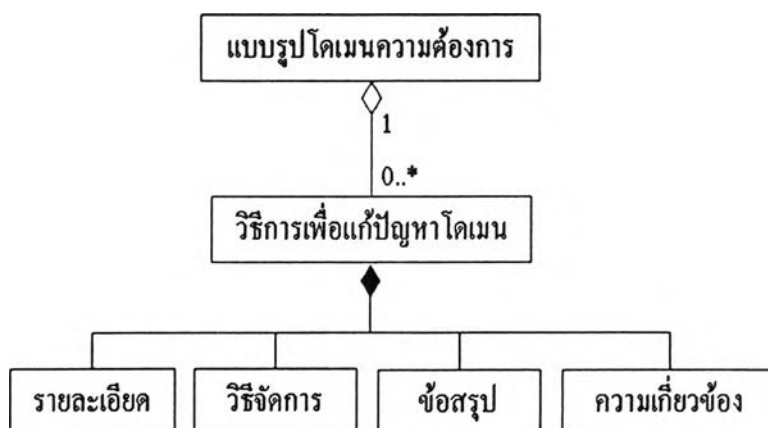 แบบรูปโดเมนความต้องการ
1
0..*
วิธีการเพื่อแก้ปัญหาโดเมน
รายละเอียด วิธีจัดการ ข้อสรุป ความเกี่ยวข้อง